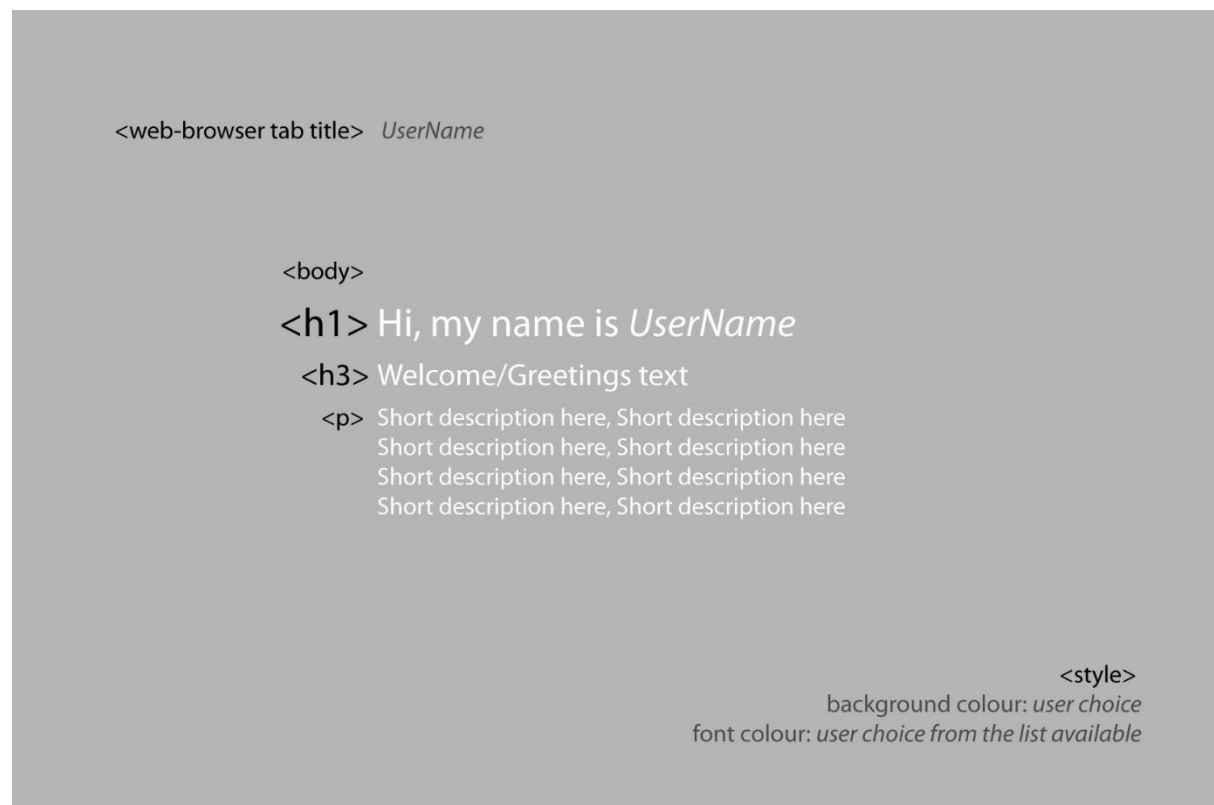 <web-browser tab title> UserName
<body>
<h1> Hi, my name is UserName
<h3> Welcome/Greetings text
<p> Short description here, Short description here
Short description here, Short description here
Short description here, Short description here
Short description here, Short description here
<style>
background colour: user choice
font colour: user choice from the list available